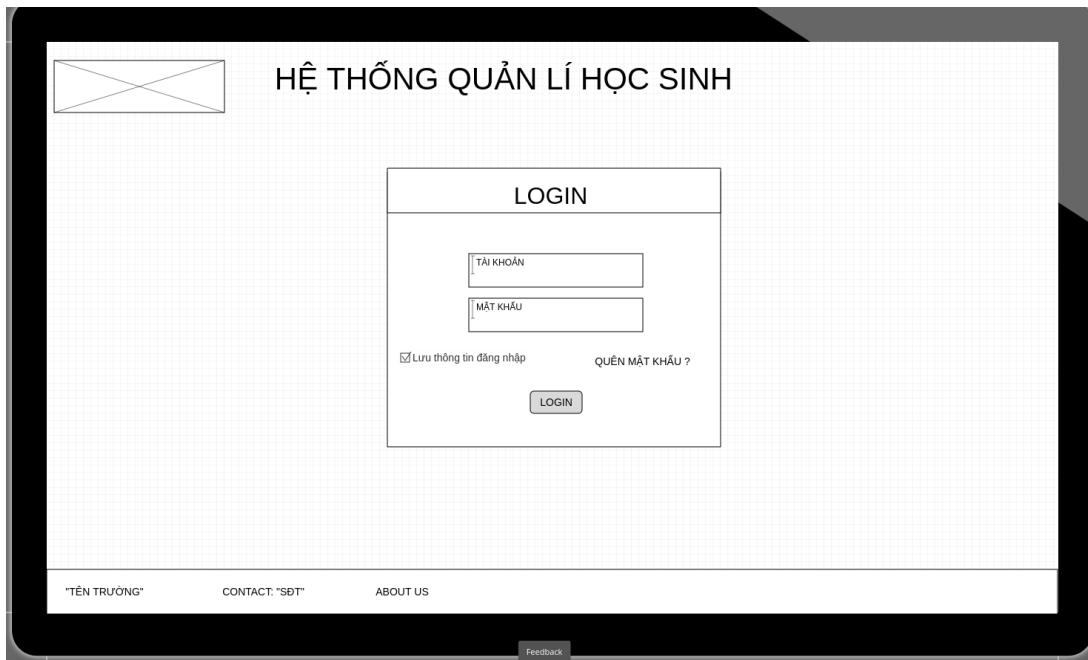 HỆ THỐNG QUẢN LÍ HỌC SINH
LOGIN
TÀI KHOẢN
MẬT KHẨU
Lưu thông tin đăng nhập
QUÊN MẬT KHẨU ?
LOGIN
"TÊN TRƯỜNG" CONTACT: "SĐT" ABOUT US
Feedback